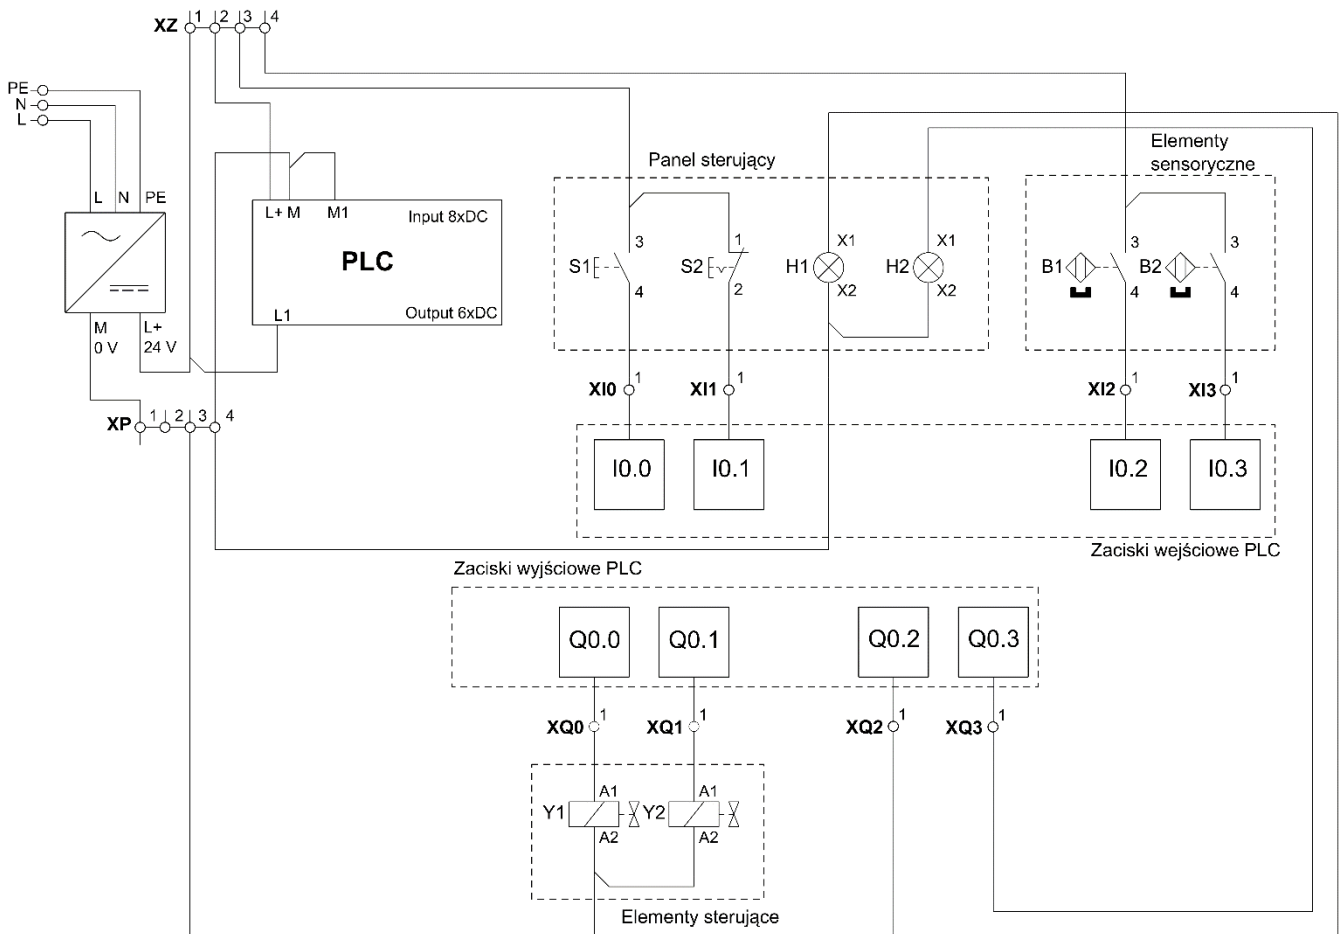 XZ 1 2 3 4
PE
N
L
L N PE
M L+
0 V 24 V
XP 1 2 3 4
L+ M M1 Input 8xDC
PLC
L1 Output 6xDC
Panel sterujący
S1 3 4
S2 1 2
H1 X1 X2
H2 X1 X2
Elementy
sensoryczne
B1 3 4
B2 3 4
XI0 1
XI1 1
XI2 1
XI3 1
I0.0 I0.1 I0.2 I0.3
Zaciski wejściowe PLC
Zaciski wyjściowe PLC
Q0.0 Q0.1 Q0.2 Q0.3
XQ0 1
XQ1 1
XQ2 1
XQ3 1
Y1 A1 A2
Y2 A1 A2
Elementy sterujące